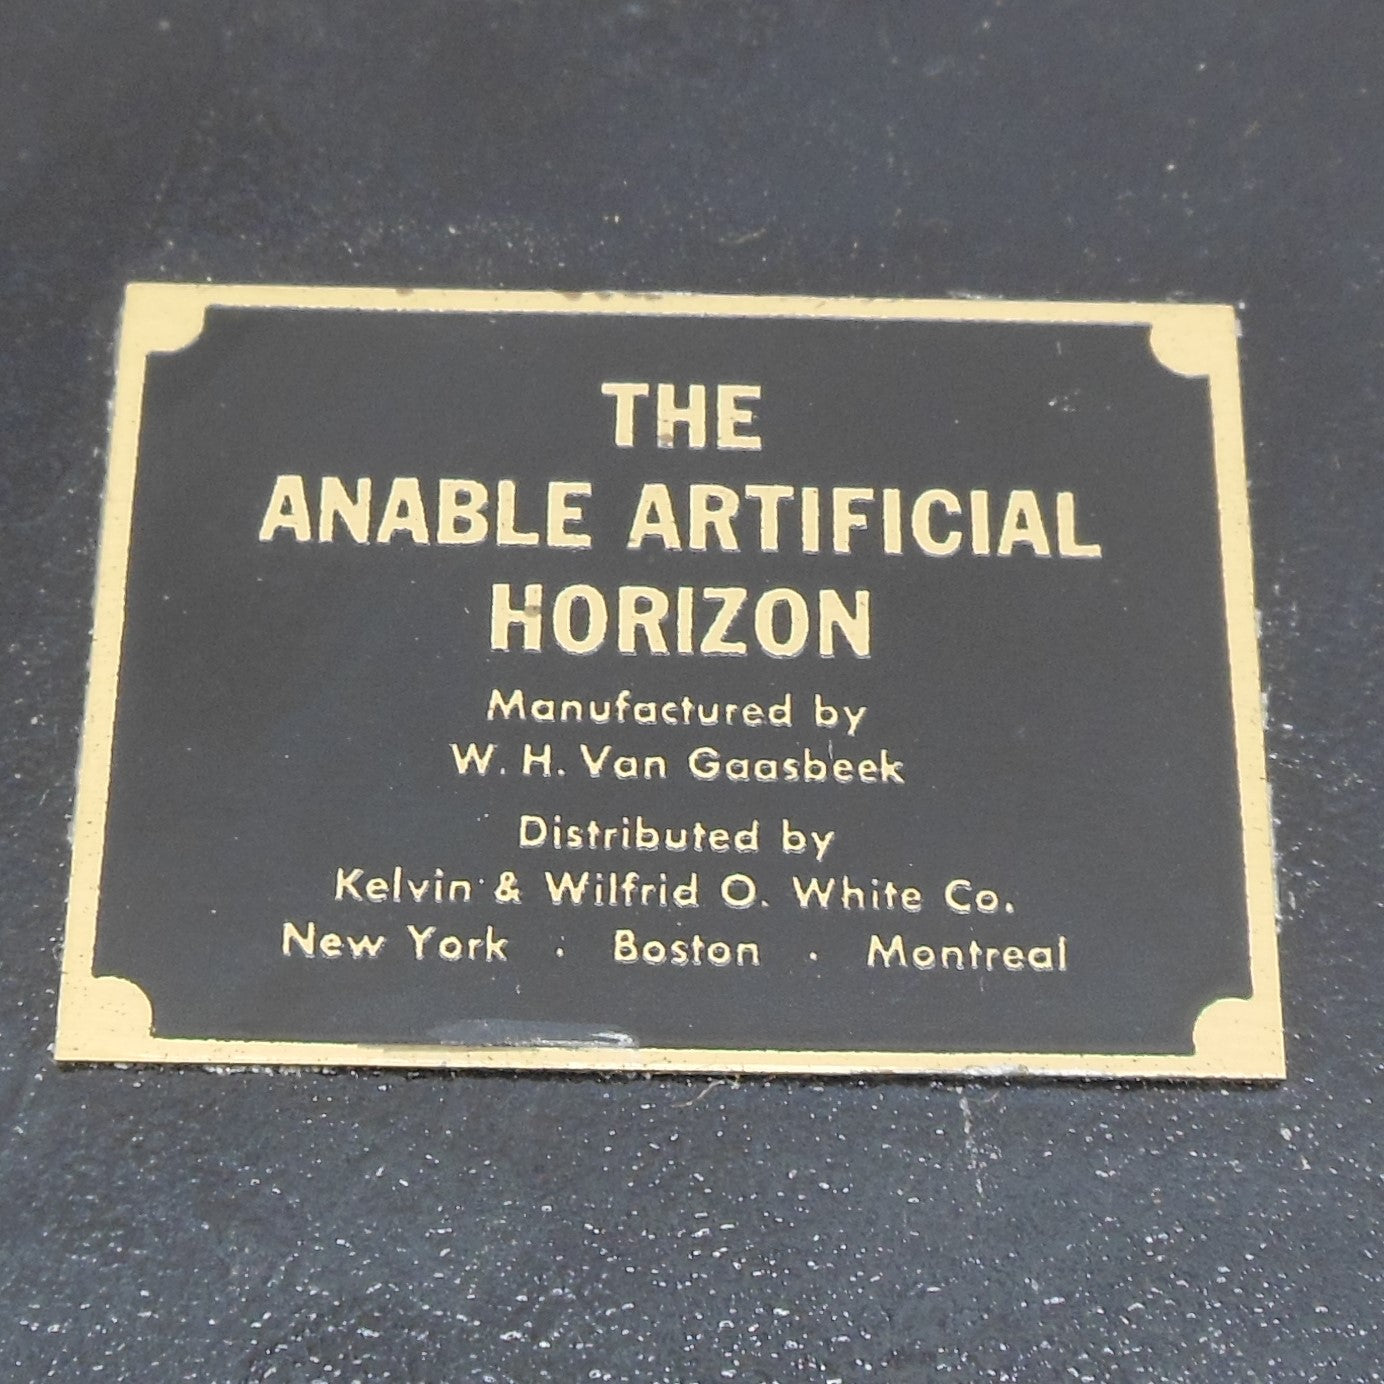 THE
ANABLE ARTIFICIAL
HORIZON
Manufactured by
W. H. Van Gaasbeek
Distributed by
Kelvin & Wilfrid O. White Co.
New York · Boston · Montreal